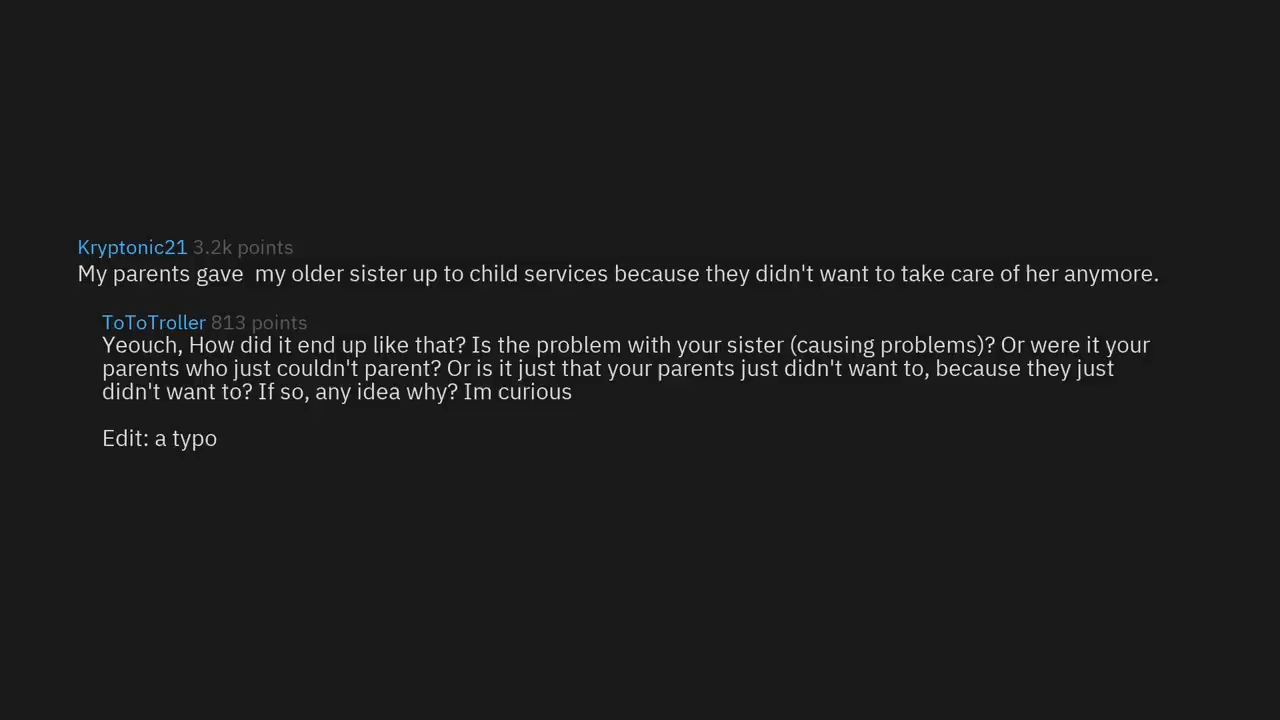 Kryptonic21 3.2k points
My parents gave  my older sister up to child services because they didn't want to take care of her anymore.
ToToTroller 813 points
Yeouch, How did it end up like that? Is the problem with your sister (causing problems)? Or were it your
parents who just couldn't parent? Or is it just that your parents just didn't want to, because they just
didn't want to? If so, any idea why? Im curious
Edit: a typo